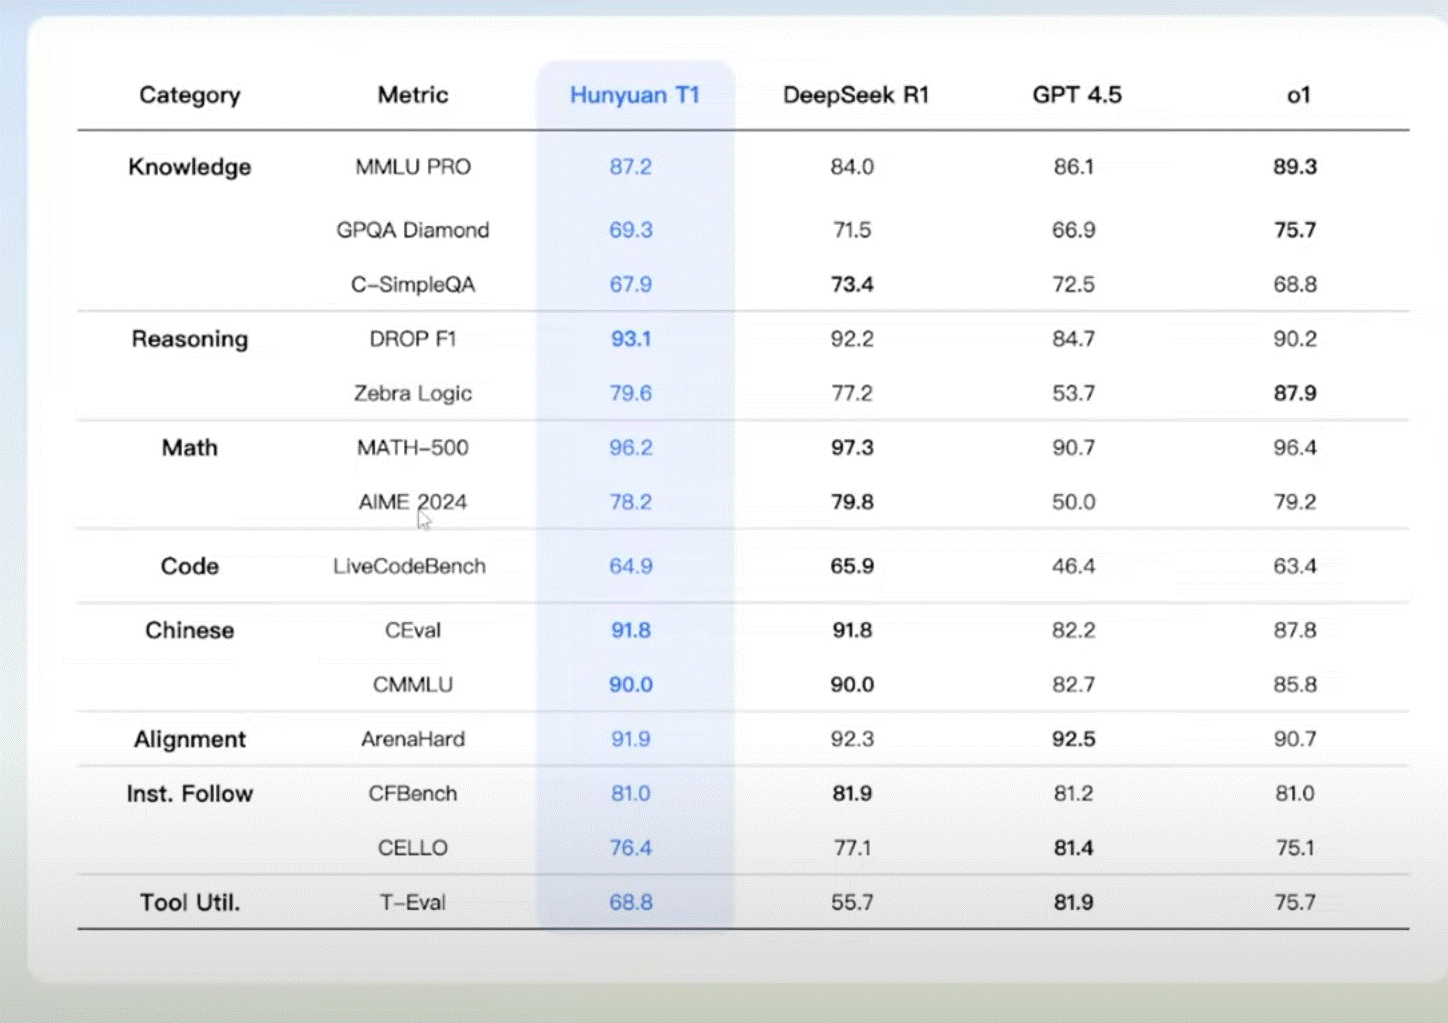 Category Metric Hunyuan T1 DeepSeek R1 GPT 4.5 o1
Knowledge MMLU PRO 87.2 84.0 86.1 89.3
GPQA Diamond 69.3 71.5 66.9 75.7
C-SimpleQA 67.9 73.4 72.5 68.8
Reasoning DROP F1 93.1 92.2 84.7 90.2
Zebra Logic 79.6 77.2 53.7 87.9
Math MATH-500 96.2 97.3 90.7 96.4
AIME 2024 78.2 79.8 50.0 79.2
Code LiveCodeBench 64.9 65.9 46.4 63.4
Chinese CEval 91.8 91.8 82.2 87.8
CMMLU 90.0 90.0 82.7 85.8
Alignment ArenaHard 91.9 92.3 92.5 90.7
Inst. Follow CFBench 81.0 81.9 81.2 81.0
CELLO 76.4 77.1 81.4 75.1
Tool Util. T-Eval 68.8 55.7 81.9 75.7